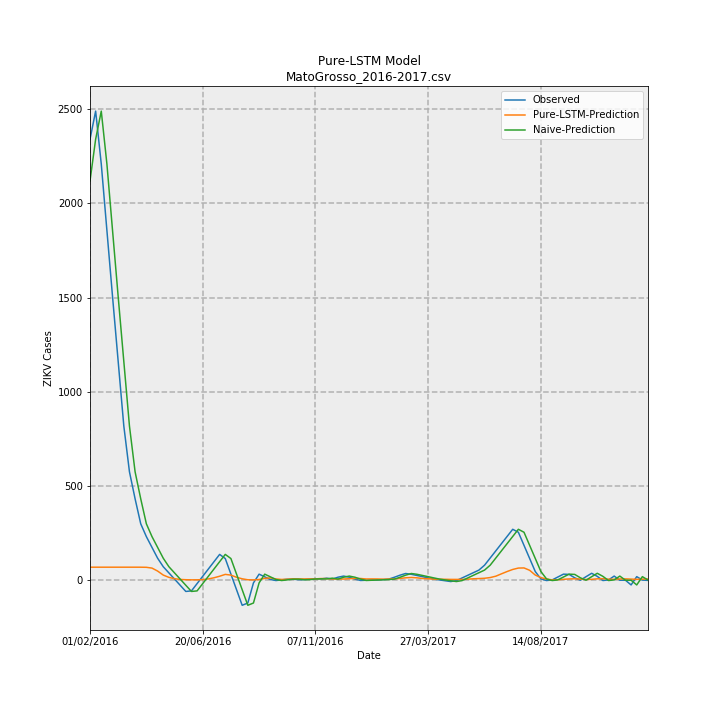 Pure-LSTM Model
MatoGrosso_2016-2017.csv
Observed
Pure-LSTM-Prediction
Naive-Prediction
2500
2000
1500
1000
500
0
ZIKV Cases
01/02/2016
20/06/2016
07/11/2016
27/03/2017
14/08/2017
Date